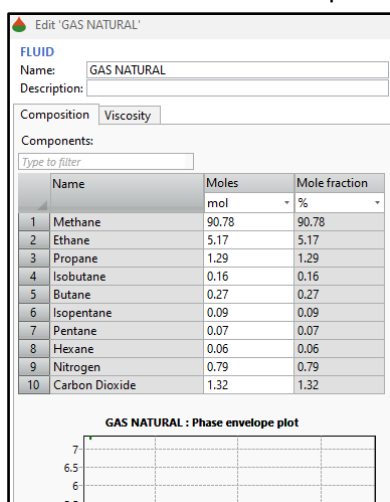 Edit 'GAS NATURAL'
FLUID
Name: GAS NATURAL
Description:
Composition Viscosity
Components:
Type to filter
Name Moles Mole fraction
mol %
1 Methane 90.78 90.78
2 Ethane 5.17 5.17
3 Propane 1.29 1.29
4 Isobutane 0.16 0.16
5 Butane 0.27 0.27
6 Isopentane 0.09 0.09
7 Pentane 0.07 0.07
8 Hexane 0.06 0.06
9 Nitrogen 0.79 0.79
10 Carbon Dioxide 1.32 1.32
GAS NATURAL : Phase envelope plot
7
6.5
6